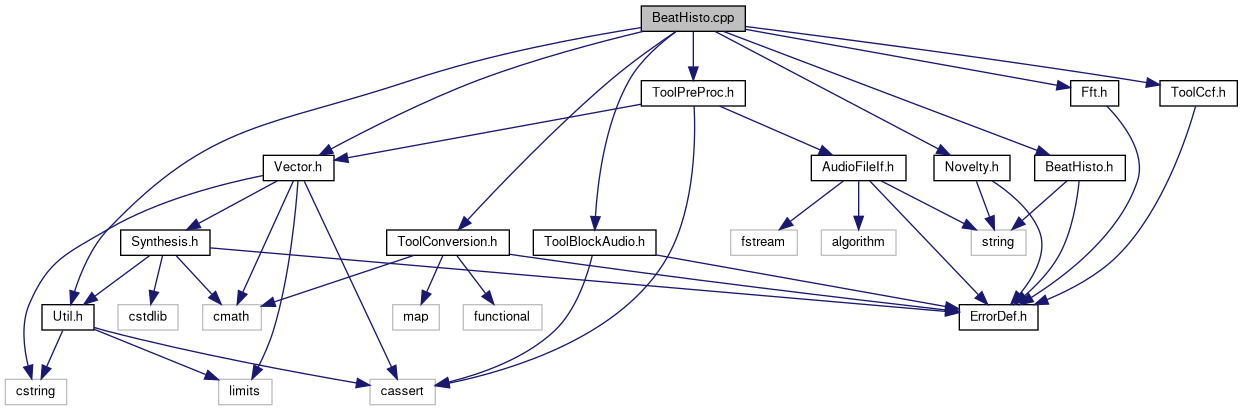 BeatHisto.cpp
ToolPreProc.h
Fft.h
ToolCcf.h
Vector.h
AudioFileIf.h
Novelty.h
BeatHisto.h
Synthesis.h
ToolConversion.h
ToolBlockAudio.h
fstream
algorithm
string
Util.h
cstdlib
cmath
map
functional
ErrorDef.h
cstring
limits
cassert